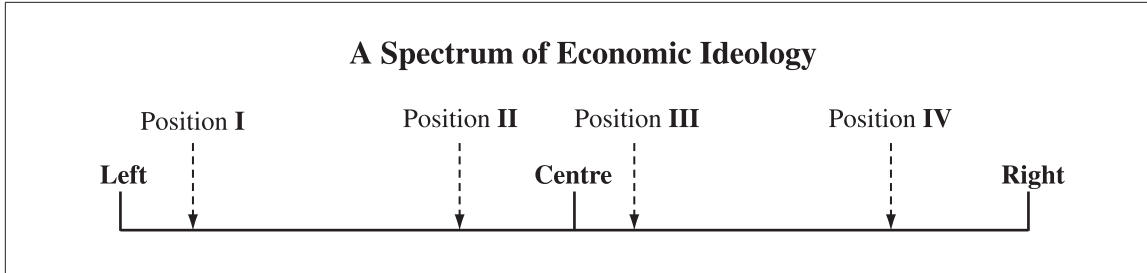 A Spectrum of Economic Ideology
Position I
Position II
Position III
Position IV
Left
Centre
Right